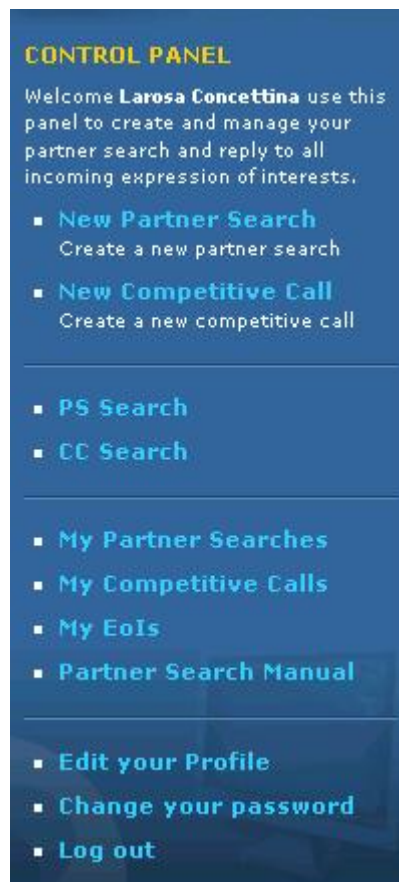 CONTROL PANEL
Welcome Larosa Concettina use this
panel to create and manage your
partner search and reply to all
incoming expression of interests.
New Partner Search
Create a new partner search
New Competitive Call
Create a new competitive call
PS Search
CC Search
My Partner Searches
My Competitive Calls
My EoIs
Partner Search Manual
Edit your Profile
Change your password
Log out